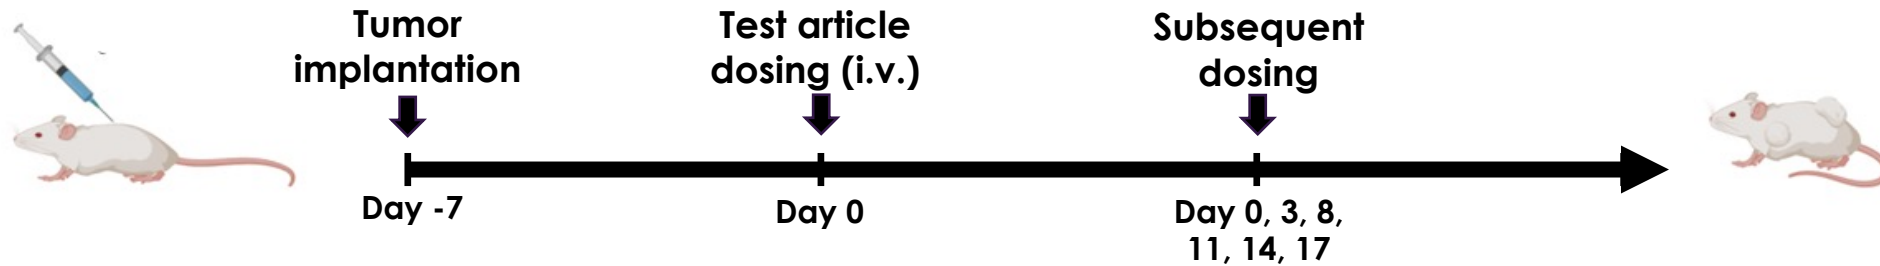 Tumor
implantation
Test article
dosing (i.v.)
Subsequent
dosing
Day -7
Day 0
Day 0, 3, 8,
11, 14, 17